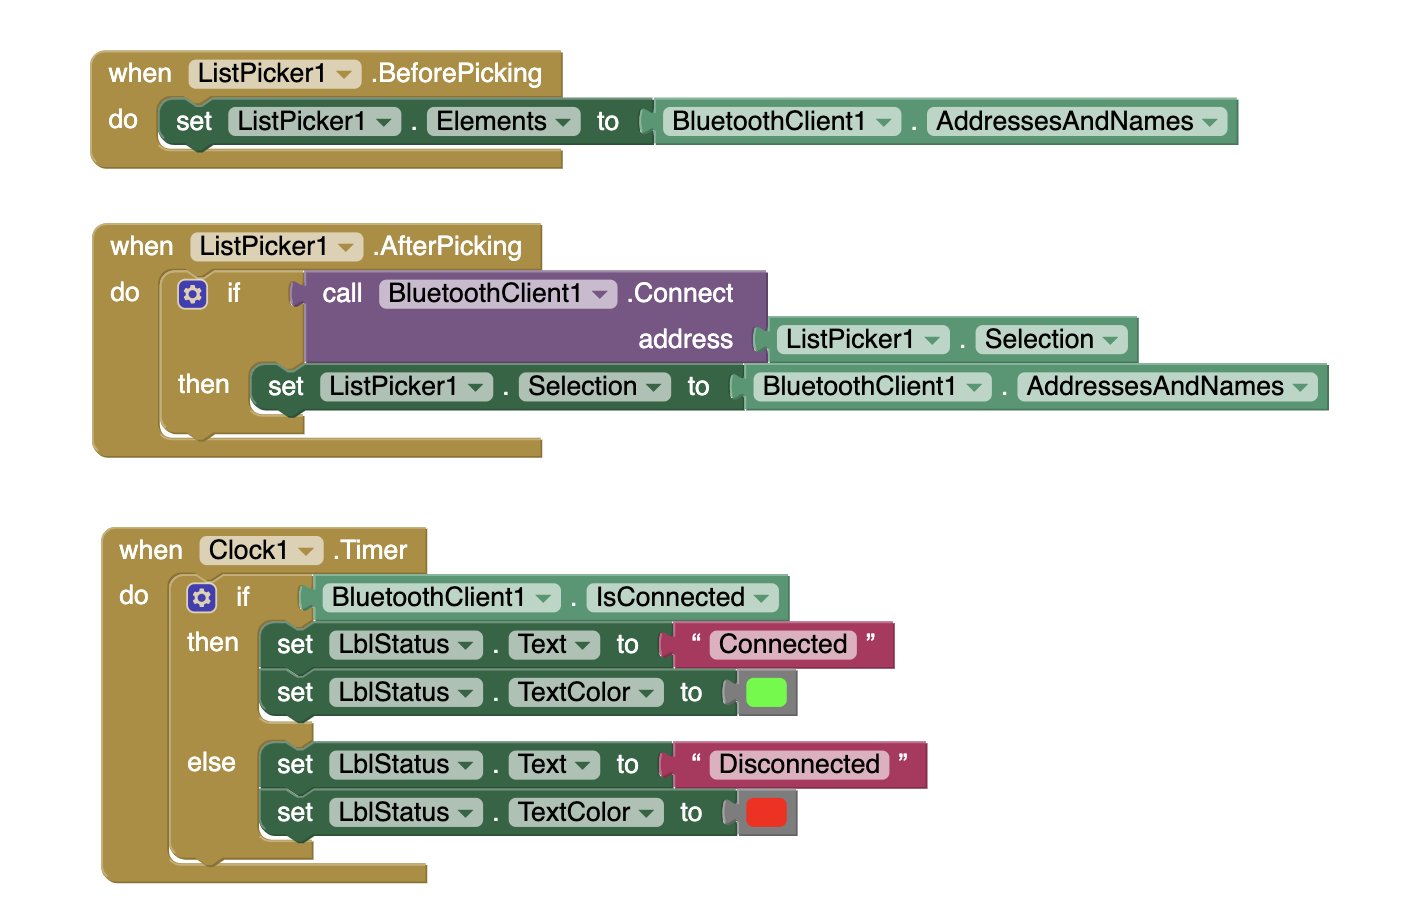 when ListPicker1 .BeforePicking
do set ListPicker1 . Elements to BluetoothClient1 . AddressesAndNames
when ListPicker1 .AfterPicking
do if call BluetoothClient1 .Connect
address ListPicker1 . Selection
then set ListPicker1 . Selection to BluetoothClient1 . AddressesAndNames
when Clock1 .Timer
do if BluetoothClient1 . IsConnected
then set LblStatus . Text to “ Connected ”
set LblStatus . TextColor to
else set LblStatus . Text to “ Disconnected ”
set LblStatus . TextColor to